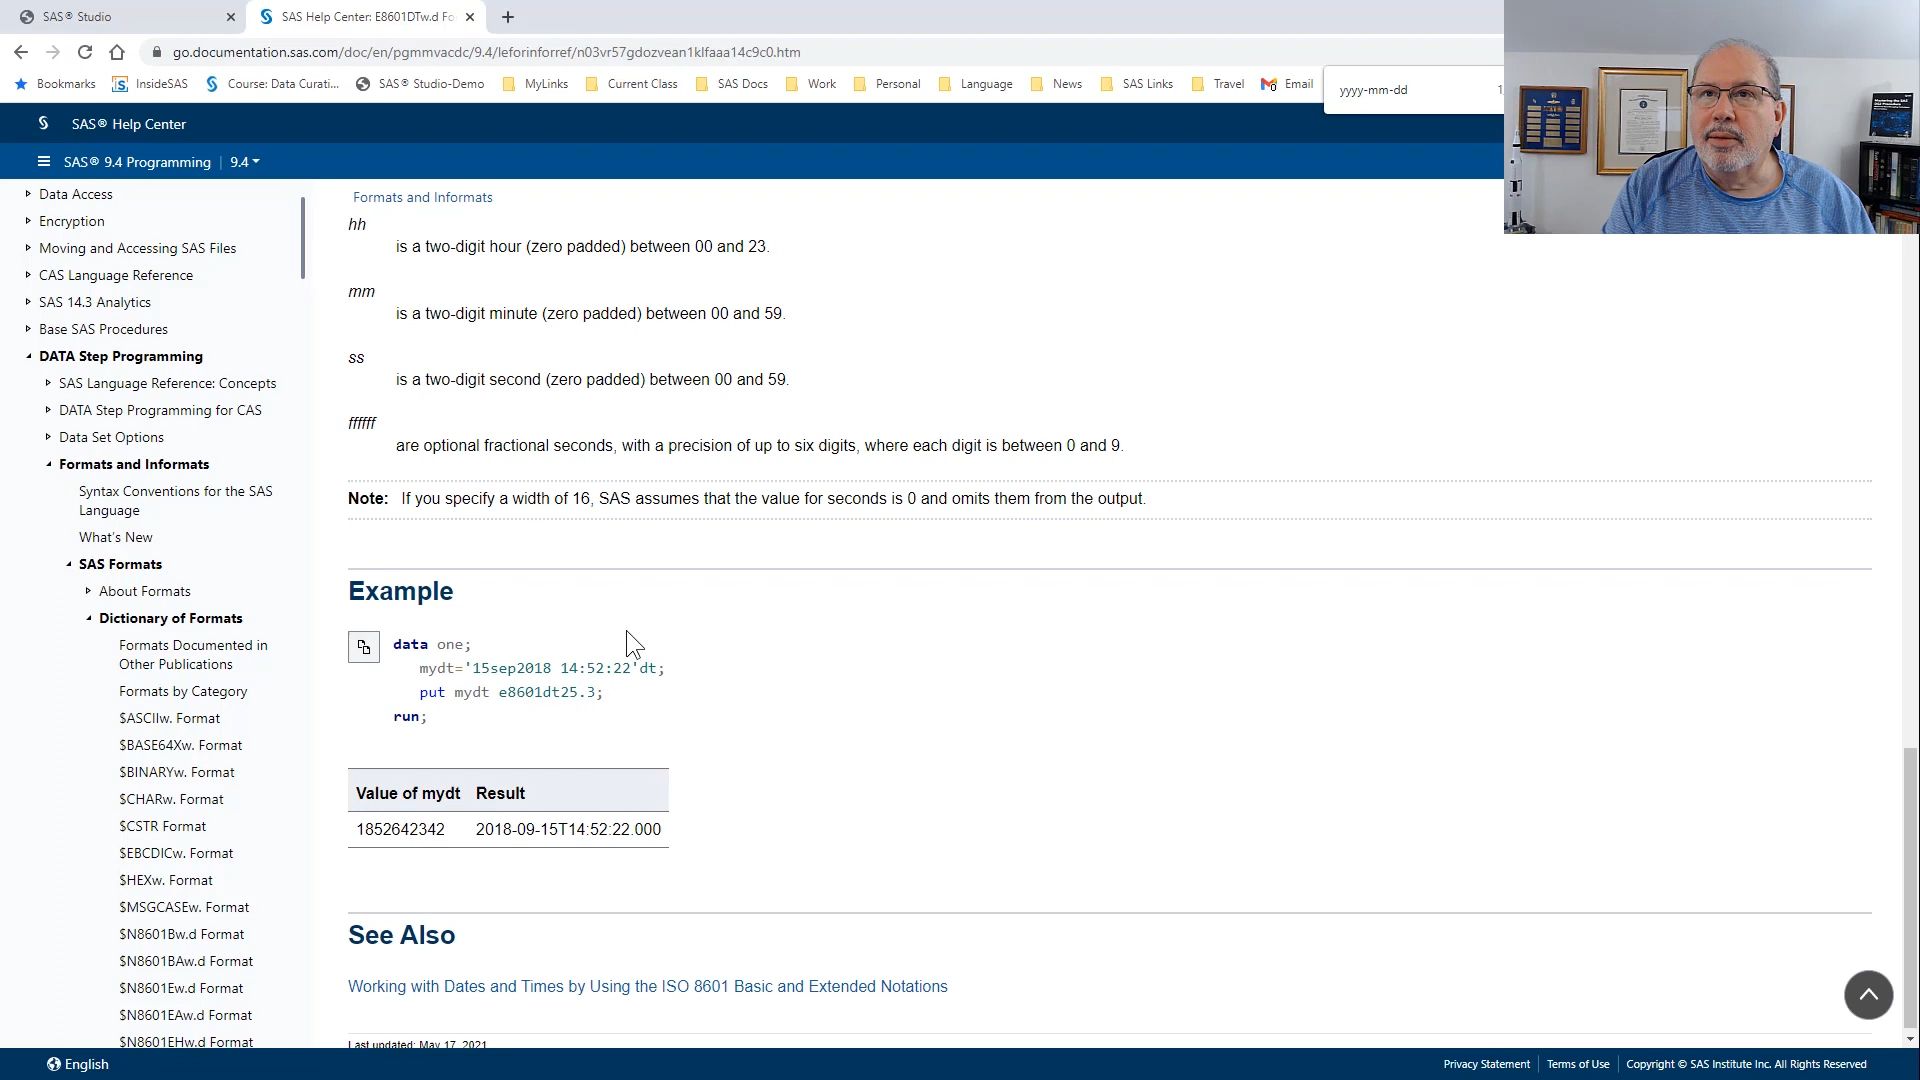 SAS® Studio
SAS Help Center: E8601DTw.d Fo
go.documentation.sas.com/doc/en/pgmmvacdc/9.4/leforinforref/n03vr57gdozvean1klfaaa14c9c0.htm
Bookmarks InsideSAS Course: Data Curati... SAS® Studio-Demo MyLinks Current Class SAS Docs Work Personal Language News SAS Links Travel Email
yyyy-mm-dd
SAS® Help Center
SAS® 9.4 Programming | 9.4
Data Access
Encryption
Moving and Accessing SAS Files
CAS Language Reference
SAS 14.3 Analytics
Base SAS Procedures
DATA Step Programming
SAS Language Reference: Concepts
DATA Step Programming for CAS
Data Set Options
Formats and Informats
Syntax Conventions for the SAS
Language
What's New
SAS Formats
About Formats
Dictionary of Formats
Formats Documented in
Other Publications
Formats by Category
$ASCIIw. Format
$BASE64Xw. Format
$BINARYw. Format
$CHARw. Format
$CSTR Format
$EBCDICw. Format
$HEXw. Format
$MSGCASEw. Format
$N8601Bw.d Format
$N8601BAw.d Format
$N8601Ew.d Format
$N8601EAw.d Format
$N8601EHw.d Format
Formats and Informats
hh
is a two-digit hour (zero padded) between 00 and 23.
mm
is a two-digit minute (zero padded) between 00 and 59.
ss
is a two-digit second (zero padded) between 00 and 59.
ffffff
are optional fractional seconds, with a precision of up to six digits, where each digit is between 0 and 9.
Note: If you specify a width of 16, SAS assumes that the value for seconds is 0 and omits them from the output.
Example
data one;
mydt='15sep2018 14:52:22'dt;
put mydt e8601dt25.3;
run;
Value of mydt Result
1852642342 2018-09-15T14:52:22.000
See Also
Working with Dates and Times by Using the ISO 8601 Basic and Extended Notations
Last updated: May 17, 2021
English
Privacy Statement | Terms of Use | Copyright © SAS Institute Inc. All Rights Reserved